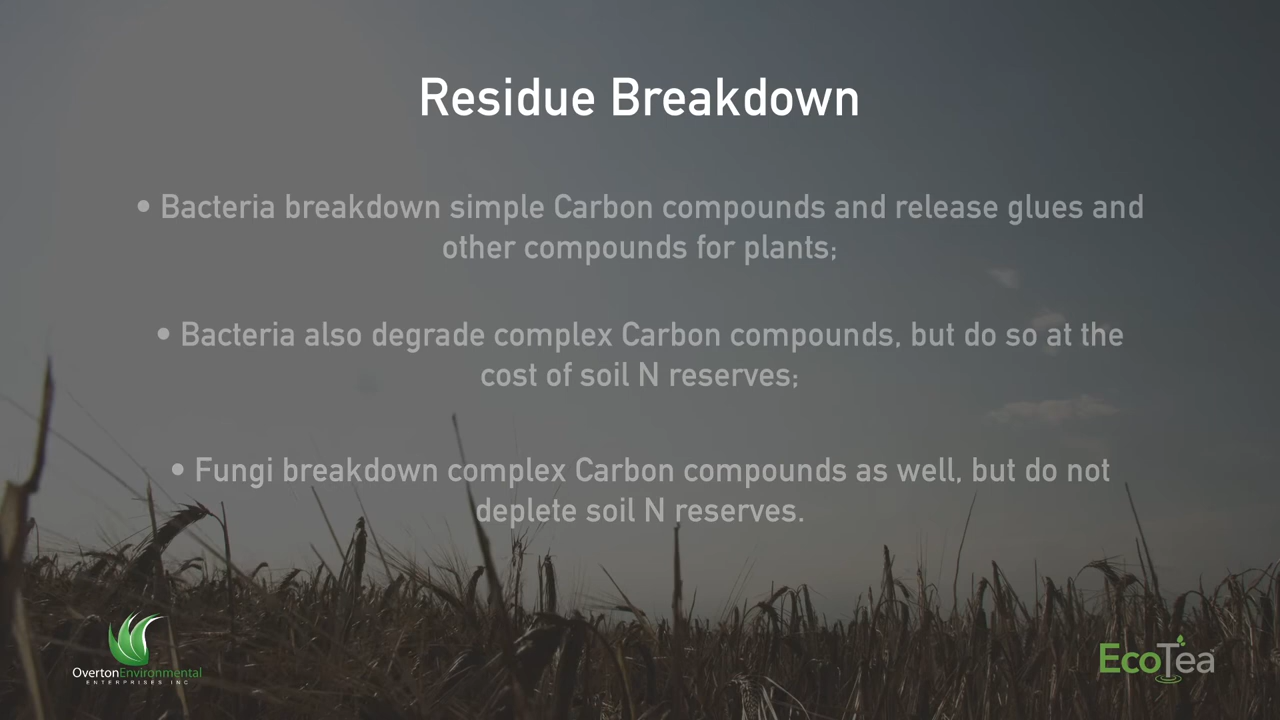 Residue Breakdown
• Bacteria breakdown simple Carbon compounds and release glues and
other compounds for plants;
• Bacteria also degrade complex Carbon compounds, but do so at the
cost of soil N reserves;
• Fungi breakdown complex Carbon compounds as well, but do not
deplete soil N reserves.
OvertonEnvironmental
ENTERPRISES INC
EcoTea